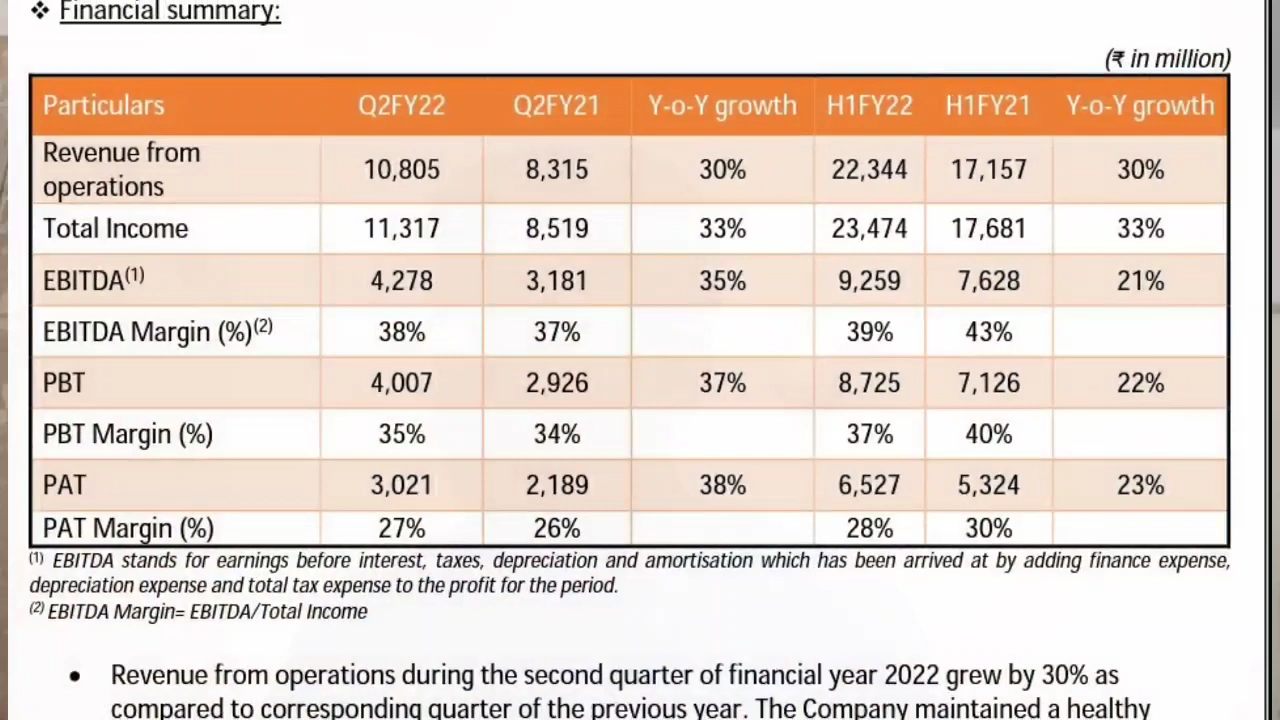 ❖ Financial summary:
(₹ in million)
Particulars Q2FY22 Q2FY21 Y-o-Y growth H1FY22 H1FY21 Y-o-Y growth
Revenue from
operations 10,805 8,315 30% 22,344 17,157 30%
Total Income 11,317 8,519 33% 23,474 17,681 33%
EBITDA(1) 4,278 3,181 35% 9,259 7,628 21%
EBITDA Margin (%)(2) 38% 37% 39% 43%
PBT 4,007 2,926 37% 8,725 7,126 22%
PBT Margin (%) 35% 34% 37% 40%
PAT 3,021 2,189 38% 6,527 5,324 23%
PAT Margin (%) 27% 26% 28% 30%
(1) EBITDA stands for earnings before interest, taxes, depreciation and amortisation which has been arrived at by adding finance expense,
depreciation expense and total tax expense to the profit for the period.
(2) EBITDA Margin= EBITDA/Total Income
• Revenue from operations during the second quarter of financial year 2022 grew by 30% as
compared to corresponding quarter of the previous year. The Company maintained a healthy